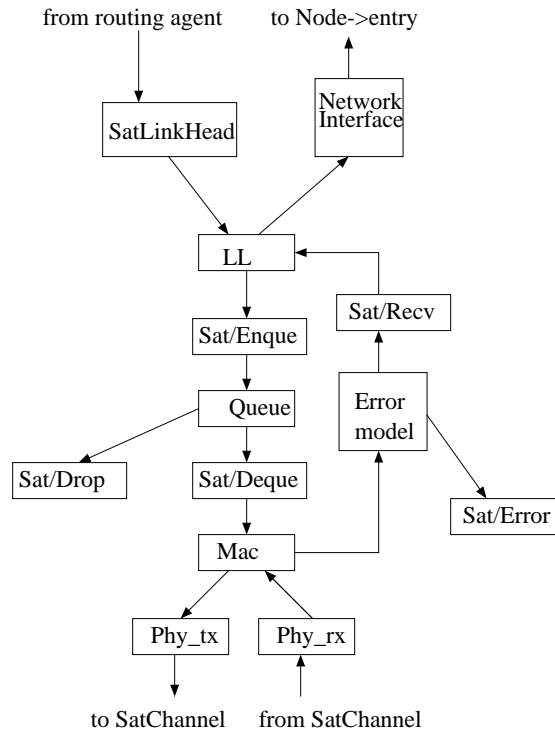 from routing agent
to Node->entry
SatLinkHead
Network
Interface
LL
Sat/Enque
Sat/Recv
Queue
Error
model
Sat/Drop
Sat/Deque
Sat/Error
Mac
Phy_tx
Phy_rx
to SatChannel
from SatChannel